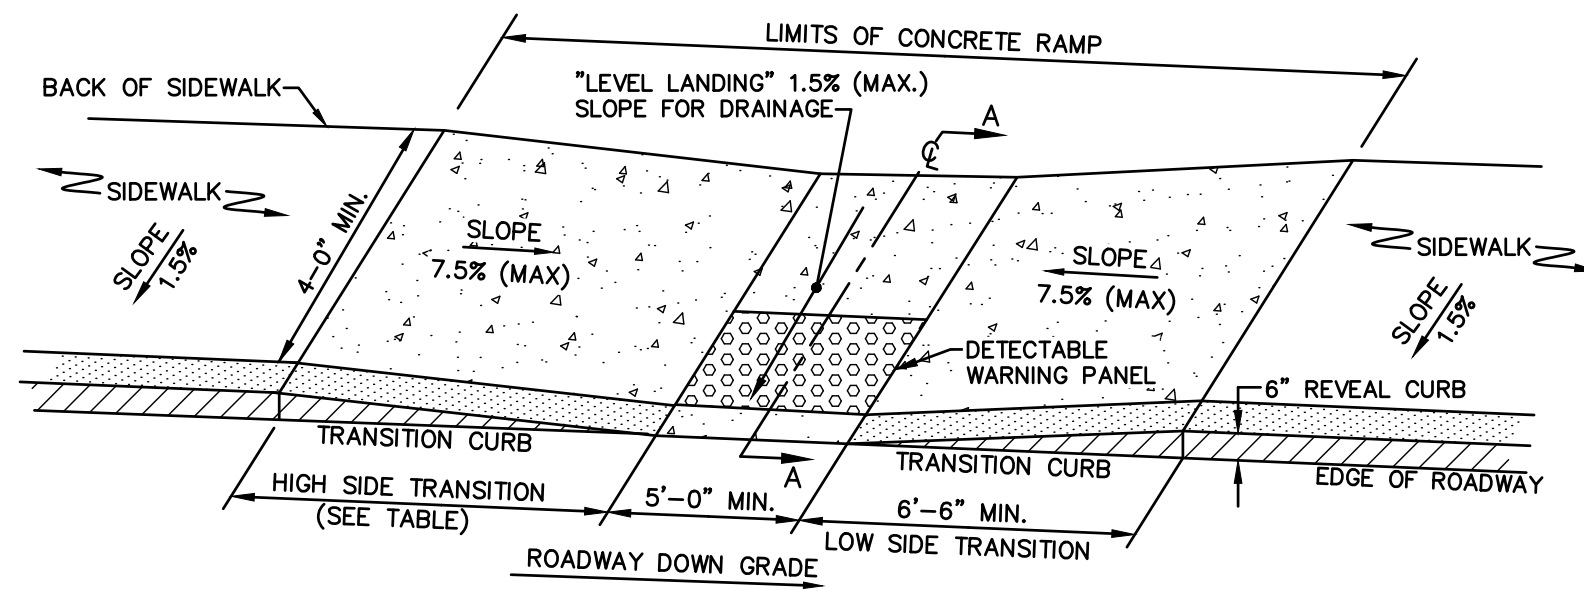 LIMITS OF CONCRETE RAMP
BACK OF SIDEWALK
"LEVEL LANDING" 1.5% (MAX.)
SLOPE FOR DRAINAGE
A
℄
SIDEWALK
SLOPE
1.5%
4'-0" MIN.
SLOPE
7.5% (MAX)
SLOPE
7.5% (MAX)
SIDEWALK
SLOPE
1.5%
DETECTABLE
WARNING PANEL
6" REVEAL CURB
TRANSITION CURB
A
TRANSITION CURB
EDGE OF ROADWAY
HIGH SIDE TRANSITION
(SEE TABLE)
5'-0" MIN.
6'-6" MIN.
LOW SIDE TRANSITION
ROADWAY DOWN GRADE